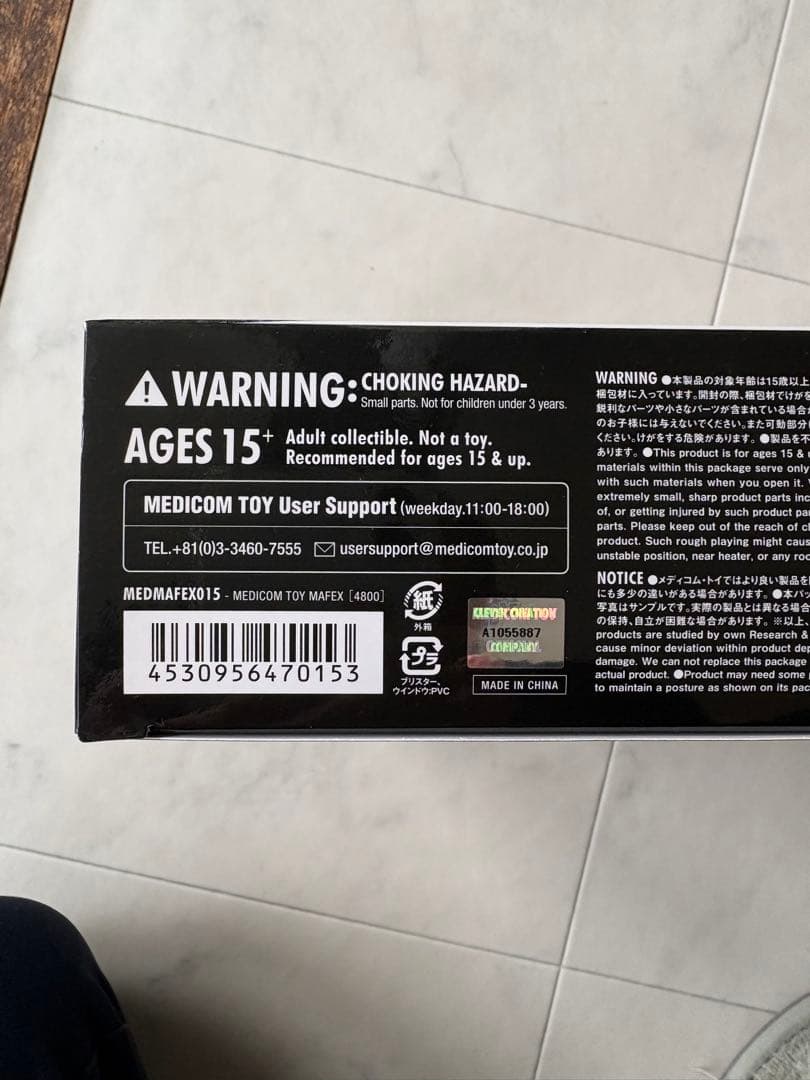 WARNING: CHOKING HAZARD-
Small parts. Not for children under 3 years.
AGES 15+ Adult collectible. Not a toy.
Recommended for ages 15 & up.
MEDICOM TOY User Support (weekday.11:00-18:00)
TEL.+81(0)3-3460-7555 usersupport@medicomtoy.co.jp
MEDMAFEX015 - MEDICOM TOY MAFEX [4800]
4530956470153
紙
外箱
プラ
ブリスター、
ウインドウ:PVC
CLEVER CREATION
A1055887
COMPANY
MADE IN CHINA
WARNING ●本製品の対象年齢は15歳以上
梱包材に入っています。開封の際、梱包材でけがを
鋭利なパーツや小さなパーツが含まれている場合が
のお子様には与えないでください。また可動部分に
ください。けがをする危険があります。●製品を不
あります。●This product is for ages 15 & u
materials within this package serve only
with such materials when you open it.
extremely small, sharp product parts inc
of, or getting injured by such product pa
parts. Please keep out of the reach of c
product. Such rough playing might caus
unstable position, near heater, or any ro
NOTICE ●メディコム・トイではより良い製品を
にも多少の違いがある場合があります。●本パッ
写真はサンプルです。実際の製品とは異なる場合
の保持、自立が困難な場合があります。※以上、
products are studied by own Research &
cause minor deviation within product de
damage. We can not replace this package
actual product. ●Product may need some
to maintain a posture as shown on its pac